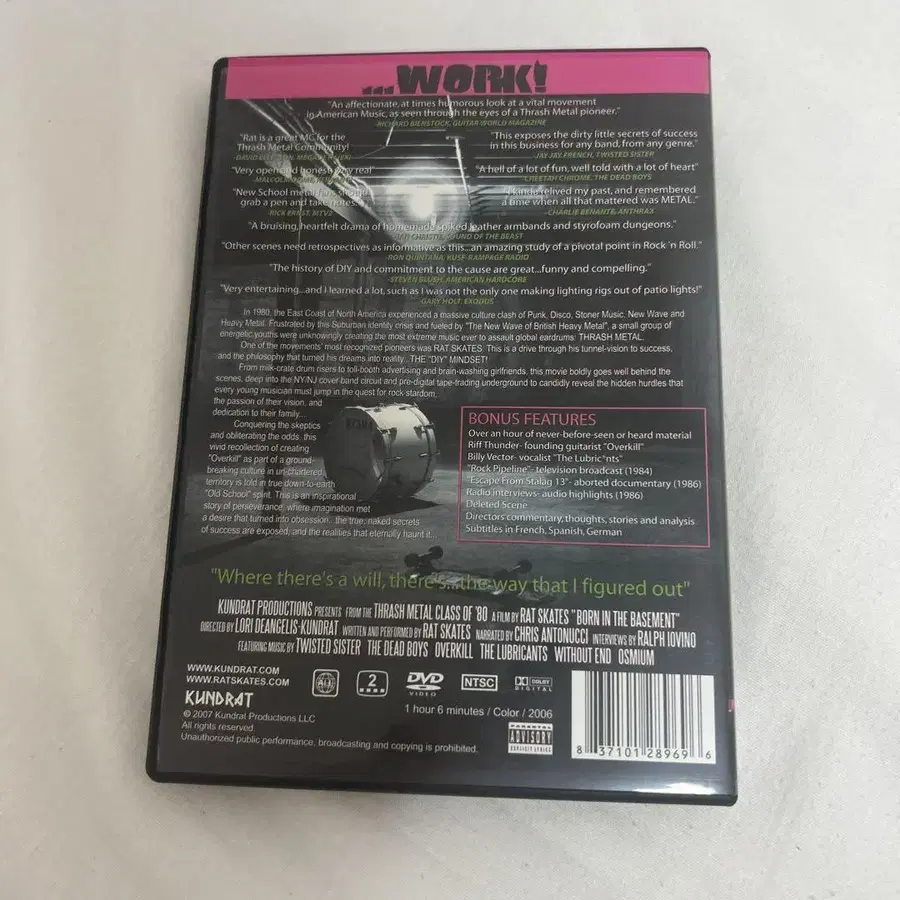 ...WORK!
"An affectionate, at times humorous look at a vital movement
in American Music, as seen through the eyes of a Thrash Metal pioneer."
-RICHARD BIENSTOCK, GUITAR WORLD MAGAZINE
"Rat is a great MC for the
Thrash Metal Community!
"This exposes the dirty little secrets of success
in this business for any band, from any genre."
-JAY JAY FRENCH, TWISTED SISTER
"Very open and honest, very real"
"A hell of a lot of fun, well told with a lot of heart"
-CHEETAH CHROME, THE DEAD BOYS
"New School metal fans should
grab a pen and take notes."
RICK ERNST, MTV2
relived my past, and remembered
a time when all that mattered was METAL."
-CHARLIE BENANTE, ANTHRAX
"A bruising, heartfelt drama of homemade spiked leather armbands and styrofoam dungeons."
CHRISTE, SOUND OF THE BEAST
"Other scenes need retrospectives as informative as this...an amazing study of a pivotal point in Rock 'n Roll."
-RON QUINTANA, KUSF-RAMPAGE RADIO
"The history of DIY and commitment to the cause are great...funny and compelling."
-STEVEN BLUSH, AMERICAN HARDCORE
"Very entertaining...and I learned a lot, such as I was not the only one making lighting rigs out of patio lights!"
-GARY HOLT, EXODUS
In 1980, the East Coast of North America experienced a massive culture clash of Punk, Disco, Stoner Music, New Wave and
Heavy Metal. Frustrated by this Suburban identity crisis and fueled by "The New Wave of British Heavy Metal", a small group of
energetic youths were unknowingly creating the most extreme music ever to assault global eardrums: THRASH METAL.
One of the movements' most recognized pioneers was RAT SKATES. This is a drive through his tunnel-vision to success,
and the philosophy that turned his dreams into reality...THE "DIY" MINDSET!
From milk-crate drum risers to toll-booth advertising and brain-washing girlfriends, this movie boldly goes well behind the
scenes, deep into the NY/NJ cover band circuit and pre-digital tape-trading underground to candidly reveal the hidden hurdles that
every young musician must jump in the quest for rock stardom,
the passion of their vision, and
dedication to their family....
Conquering the skeptics
and obliterating the odds, this
vivid recollection of creating
"Overkill" as part of a ground-
breaking culture in un-chartered
territory is told in true down-to-earth
"Old School" spirit. This is an inspirational
story of perseverance, where imagination met
a desire that turned into obsession...the true, naked secrets
of success are exposed, and the realities that eternally haunt it...
TAMA
BONUS FEATURES
Over an hour of never-before-seen or heard material
Riff Thunder- founding guitarist "Overkill"
Billy Vector- vocalist "The Lubric*nts"
"Rock Pipeline"- television broadcast (1984)
"Escape From Stalag 13"- aborted documentary (1986)
Radio interviews- audio highlights (1986)
Deleted Scene
Directors commentary, thoughts, stories and analysis
Subtitles in French, Spanish, German
"Where there's a will, there's...the way that I figured out"
KUNDRAT PRODUCTIONS PRESENTS FROM THE THRASH METAL CLASS OF '80 A FILM BY RAT SKATES "BORN IN THE BASEMENT"
DIRECTED BY LORI DEANGELIS-KUNDRAT WRITTEN AND PERFORMED BY RAT SKATES NARRATED BY CHRIS ANTONUCCI INTERVIEWS BY RALPH IOVINO
FEATURING MUSIC BY TWISTED SISTER THE DEAD BOYS OVERKILL THE LUBRICANTS WITHOUT END OSMIUM
WWW.KUNDRAT.COM
WWW.RATSKATES.COM
ALL
2
DVD VIDEO
NTSC
DOLBY DIGITAL
KUNDRAT
1 hour 6 minutes / Color / 2006
© 2007 Kundrat Productions LLC
All rights reserved.
Unauthorized public performance, broadcasting and copying is prohibited.
PARENTAL
ADVISORY
EXPLICIT LYRICS
8 37101 28969 6